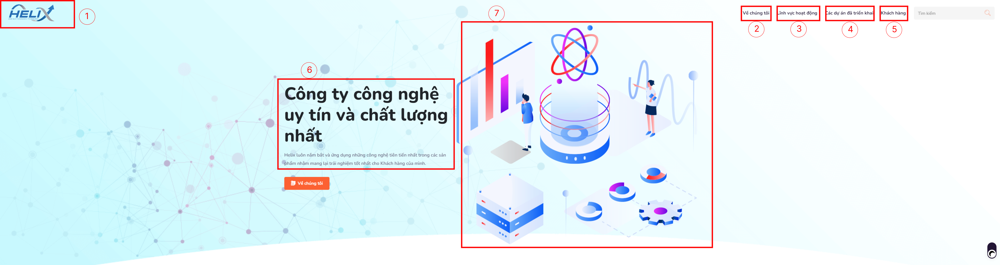 HELIX
BREAKTHROUGH THINKING
1
7
Về chúng tôi
Lĩnh vực hoạt động
Các dự án đã triển khai
Khách hàng
Tìm kiếm
2
3
4
5
6
Công ty công nghệ
uy tín và chất lượng
nhất
Helix luôn nắm bắt và ứng dụng những công nghệ tiên tiến nhất trong các sản
phẩm nhằm mang lại trải nghiệm tốt nhất cho Khách hàng của mình.
Về chúng tôi